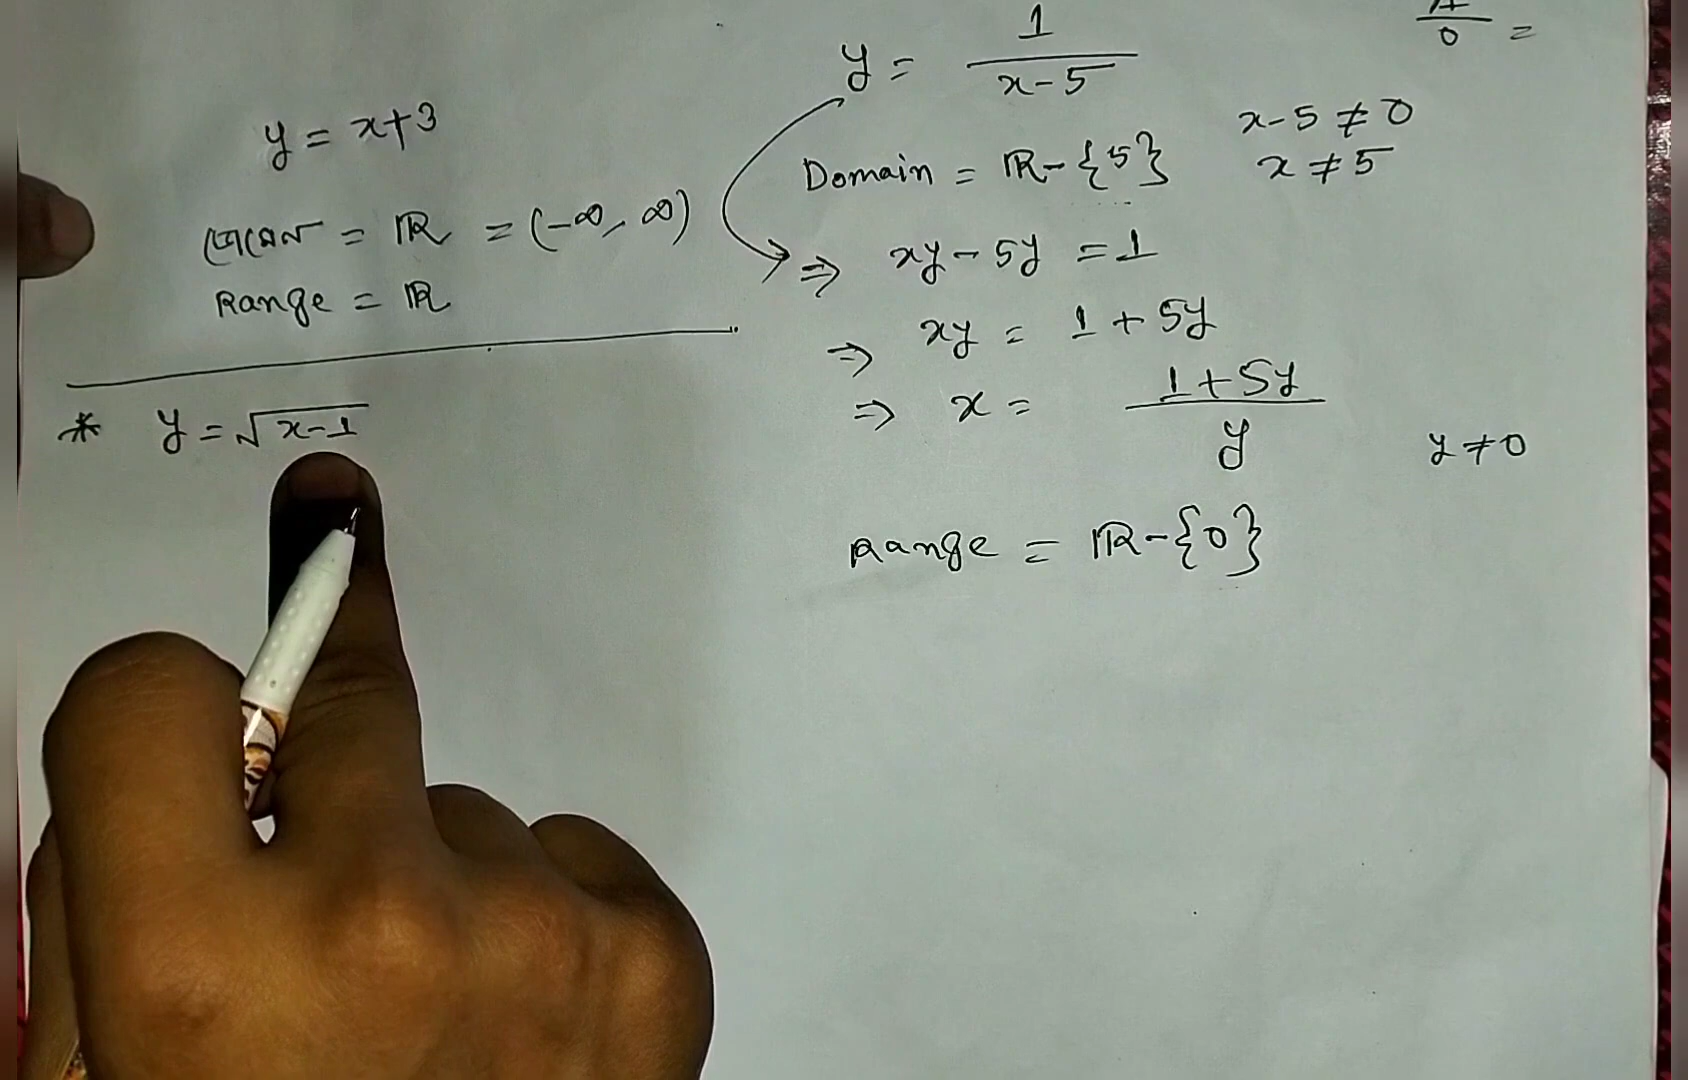 y = x+3
ডোমেন = ℝ = (-∞, ∞)
Range = ℝ
* y = √(x-1)
y = 1/(x-5)
Domain = ℝ-{5}
x-5 ≠ 0
x ≠ 5
⇒ xy - 5y = 1
⇒ xy = 1 + 5y
⇒ x = (1+5y)/y
y ≠ 0
Range = ℝ-{0}